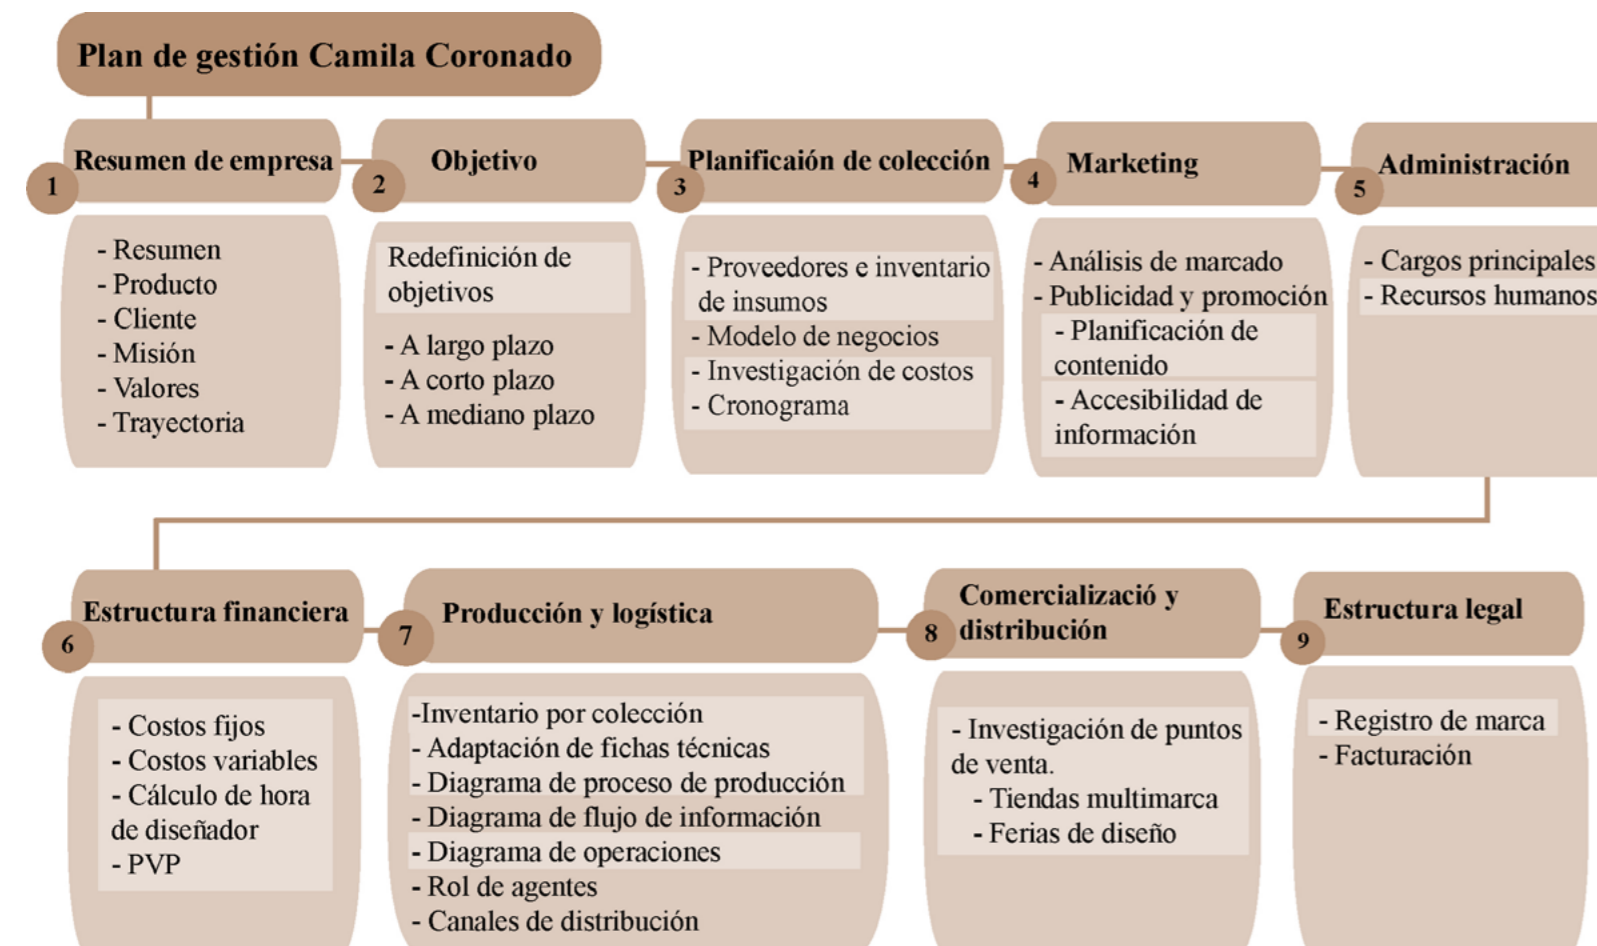 Plan de gestión Camila Coronado
1
Resumen de empresa
- Resumen
- Producto
- Cliente
- Misión
- Valores
- Trayectoria
2
Objetivo
Redefinición de
objetivos
- A largo plazo
- A corto plazo
- A mediano plazo
3
Planificaión de colección
- Proveedores e inventario
de insumos
- Modelo de negocios
- Investigación de costos
- Cronograma
4
Marketing
- Análisis de marcado
- Publicidad y promoción
- Planificación de
contenido
- Accesibilidad de
información
5
Administración
- Cargos principales
- Recursos humanos
6
Estructura financiera
- Costos fijos
- Costos variables
- Cálculo de hora
de diseñador
- PVP
7
Producción y logística
-Inventario por colección
- Adaptación de fichas técnicas
- Diagrama de proceso de producción
- Diagrama de flujo de información
- Diagrama de operaciones
- Rol de agentes
- Canales de distribución
8
Comercializació y
distribución
- Investigación de puntos
de venta.
- Tiendas multimarca
- Ferias de diseño
9
Estructura legal
- Registro de marca
- Facturación